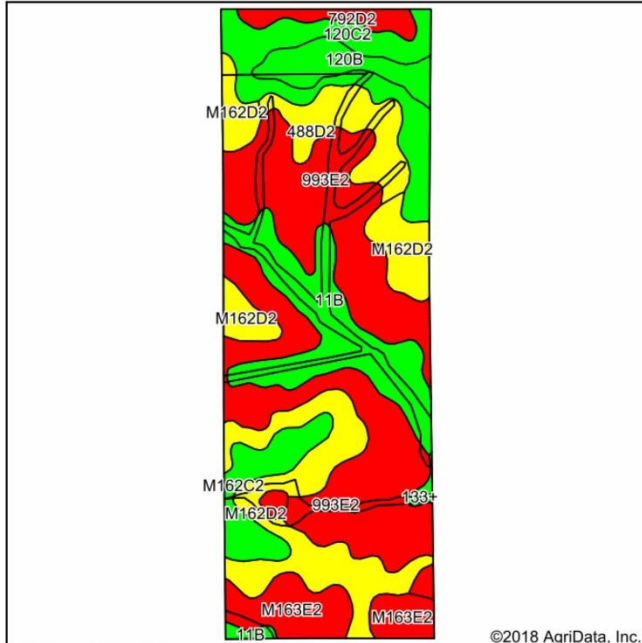 792D2
120C2
120B
M162D2
488D2
993E2
M162D2
11B
M162D2
M162C2
133+
993E2
M162D2
M163E2
M163E2
11B
©2018 AgriData, Inc.